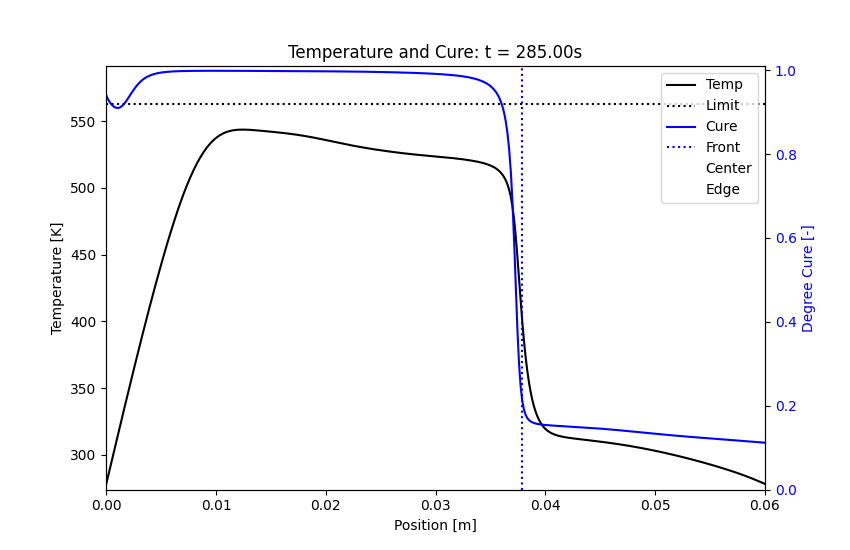 Temperature and Cure: t = 285.00s
Temp
Limit
Cure
Front
Center
Edge
Temperature [K]
550
500
450
400
350
300
Degree Cure [-]
1.0
0.8
0.6
0.4
0.2
0.0
0.00 0.01 0.02 0.03 0.04 0.05 0.06
Position [m]